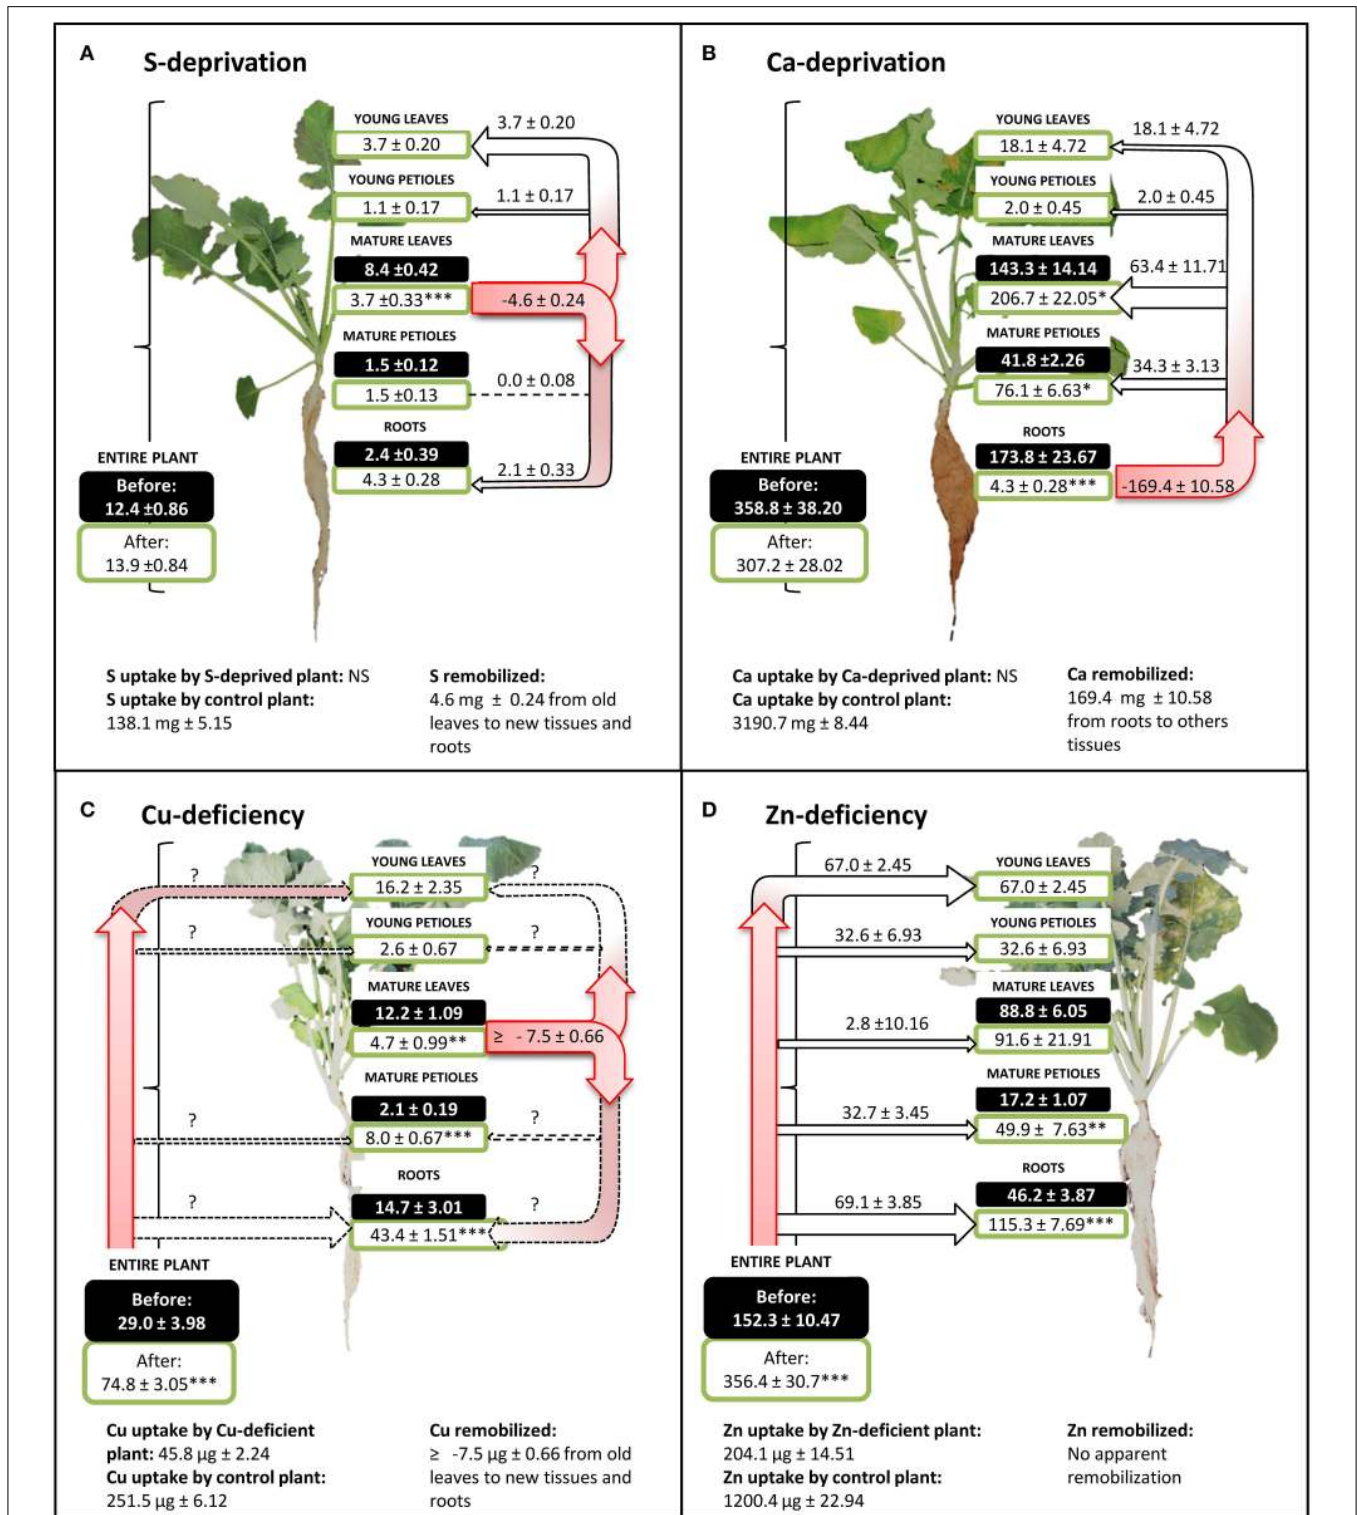 A
S-deprivation
YOUNG LEAVES
3.7 ± 0.20
3.7 ± 0.20
YOUNG PETIOLES
1.1 ± 0.17
1.1 ± 0.17
MATURE LEAVES
8.4 ±0.42
3.7 ±0.33***
-4.6 ± 0.24
MATURE PETIOLES
1.5 ±0.12
1.5 ±0.13
0.0 ± 0.08
ROOTS
2.4 ±0.39
4.3 ± 0.28
2.1 ± 0.33
ENTIRE PLANT
Before:
12.4 ±0.86
After:
13.9 ±0.84
S uptake by S-deprived plant: NS
S uptake by control plant:
138.1 mg ± 5.15
S remobilized:
4.6 mg ± 0.24 from old
leaves to new tissues and
roots
B
Ca-deprivation
YOUNG LEAVES
18.1 ± 4.72
18.1 ± 4.72
YOUNG PETIOLES
2.0 ± 0.45
2.0 ± 0.45
MATURE LEAVES
143.3 ± 14.14
206.7 ± 22.05*
63.4 ± 11.71
MATURE PETIOLES
41.8 ±2.26
76.1 ± 6.63*
34.3 ± 3.13
ROOTS
173.8 ± 23.67
4.3 ± 0.28***
-169.4 ± 10.58
ENTIRE PLANT
Before:
358.8 ± 38.20
After:
307.2 ± 28.02
Ca uptake by Ca-deprived plant: NS
Ca uptake by control plant:
3190.7 mg ± 8.44
Ca remobilized:
169.4 mg ± 10.58
from roots to others
tissues
C
Cu-deficiency
YOUNG LEAVES
?
16.2 ± 2.35
?
YOUNG PETIOLES
?
2.6 ± 0.67
?
MATURE LEAVES
12.2 ± 1.09
4.7 ± 0.99**
≥ - 7.5 ± 0.66
MATURE PETIOLES
2.1 ± 0.19
?
8.0 ± 0.67***
?
ROOTS
14.7 ± 3.01
?
43.4 ± 1.51***
?
ENTIRE PLANT
Before:
29.0 ± 3.98
After:
74.8 ± 3.05***
Cu uptake by Cu-deficient
plant: 45.8 µg ± 2.24
Cu uptake by control plant:
251.5 µg ± 6.12
Cu remobilized:
≥ -7.5 µg ± 0.66 from old
leaves to new tissues and
roots
D
Zn-deficiency
YOUNG LEAVES
67.0 ± 2.45
67.0 ± 2.45
YOUNG PETIOLES
32.6 ± 6.93
32.6 ± 6.93
MATURE LEAVES
88.8 ± 6.05
2.8 ±10.16
91.6 ± 21.91
MATURE PETIOLES
17.2 ± 1.07
32.7 ± 3.45
49.9 ± 7.63**
ROOTS
46.2 ± 3.87
69.1 ± 3.85
115.3 ± 7.69***
ENTIRE PLANT
Before:
152.3 ± 10.47
After:
356.4 ± 30.7***
Zn uptake by Zn-deficient plant:
204.1 µg ± 14.51
Zn uptake by control plant:
1200.4 µg ± 22.94
Zn remobilized:
No apparent
remobilization